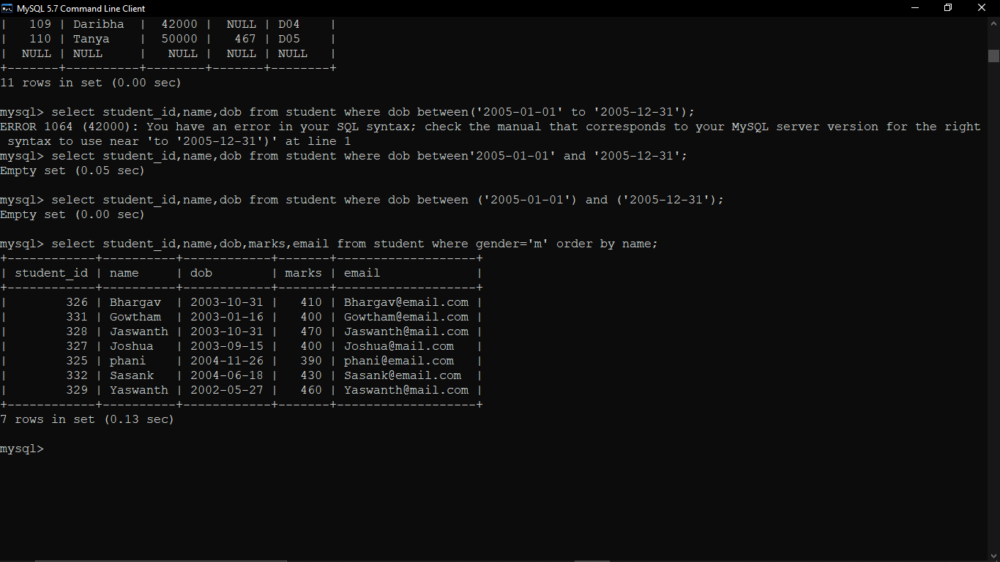 MySQL 5.7 Command Line Client
|   109 | Daribha  |  42000 |  NULL | D04    |
|   110 | Tanya    |  50000 |   467 | D05    |
|  NULL | NULL     |   NULL |  NULL | NULL   |
+-------+----------+--------+-------+--------+
11 rows in set (0.00 sec)
mysql> select student_id,name,dob from student where dob between('2005-01-01' to '2005-12-31');
ERROR 1064 (42000): You have an error in your SQL syntax; check the manual that corresponds to your MySQL server version for the right
 syntax to use near 'to '2005-12-31')' at line 1
mysql> select student_id,name,dob from student where dob between'2005-01-01' and '2005-12-31';
Empty set (0.05 sec)
mysql> select student_id,name,dob from student where dob between ('2005-01-01') and ('2005-12-31');
Empty set (0.00 sec)
mysql> select student_id,name,dob,marks,email from student where gender='m' order by name;
+------------+----------+------------+-------+-------------------+
| student_id | name     | dob        | marks | email             |
+------------+----------+------------+-------+-------------------+
|        326 | Bhargav  | 2003-10-31 |   410 | Bhargav@email.com |
|        331 | Gowtham  | 2003-01-16 |   400 | Gowtham@email.com |
|        328 | Jaswanth | 2003-10-31 |   470 | Jaswanth@mail.com |
|        327 | Joshua   | 2003-09-15 |   400 | Joshua@mail.com   |
|        325 | phani    | 2004-11-26 |   390 | phani@email.com   |
|        332 | Sasank   | 2004-06-18 |   430 | Sasank@email.com  |
|        329 | Yaswanth | 2002-05-27 |   460 | Yaswanth@mail.com |
+------------+----------+------------+-------+-------------------+
7 rows in set (0.13 sec)
mysql>